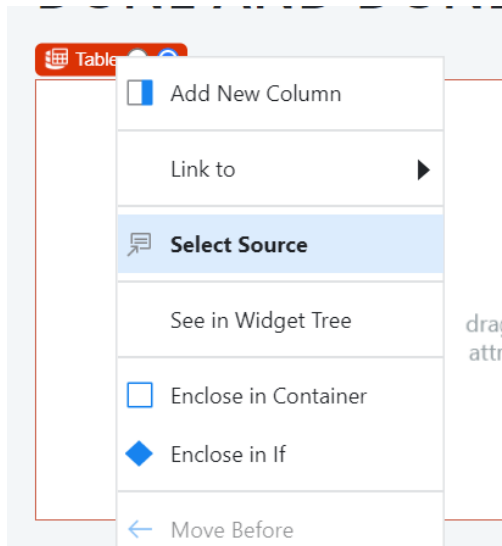 Table
Add New Column
Link to
Select Source
See in Widget Tree
Enclose in Container
Enclose in If
Move Before